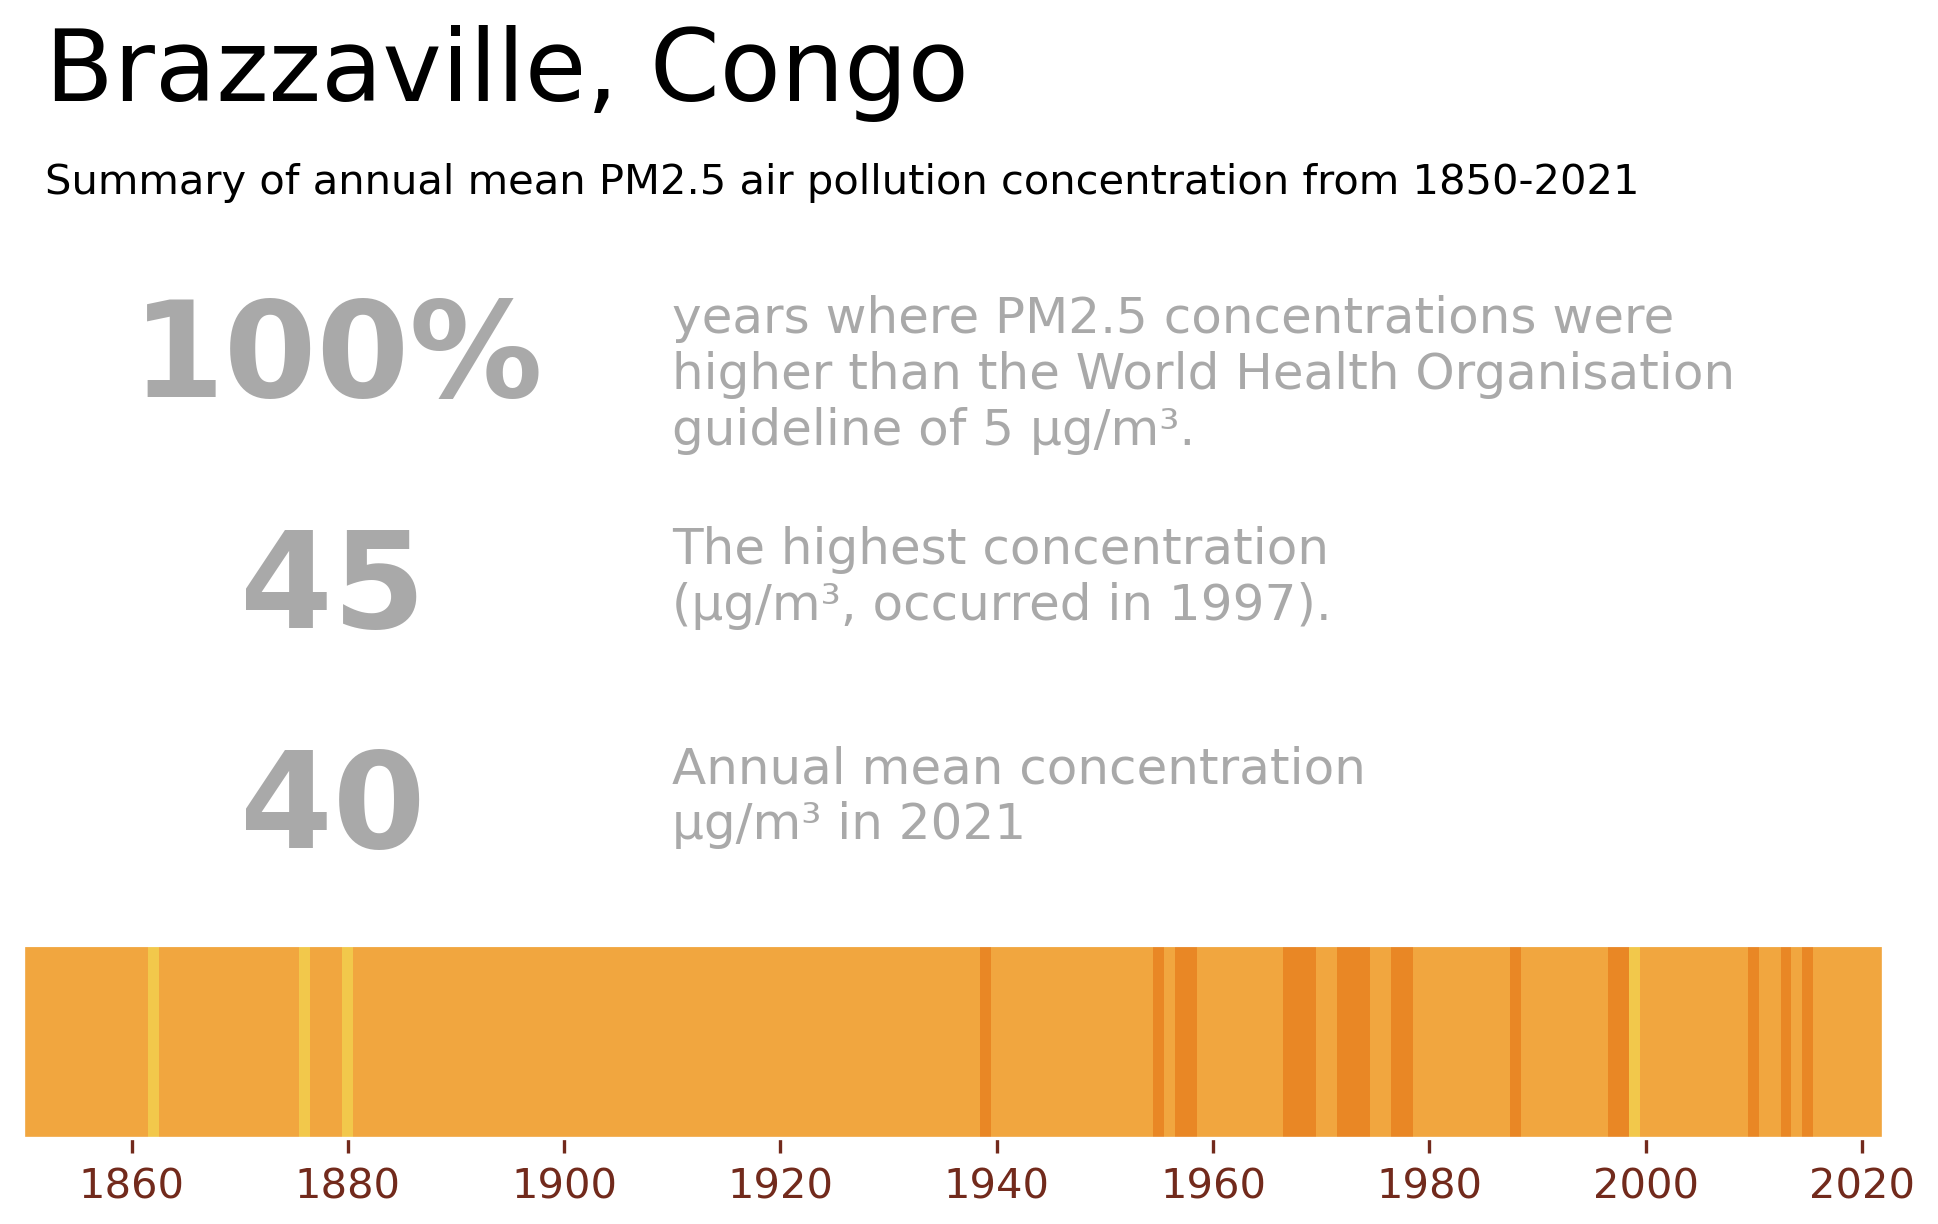 Brazzaville, Congo
Summary of annual mean PM2.5 air pollution concentration from 1850-2021
100%
years where PM2.5 concentrations were
higher than the World Health Organisation
guideline of 5 µg/m³.
45
The highest concentration
(µg/m³, occurred in 1997).
40
Annual mean concentration
µg/m³ in 2021
1860 1880 1900 1920 1940 1960 1980 2000 2020